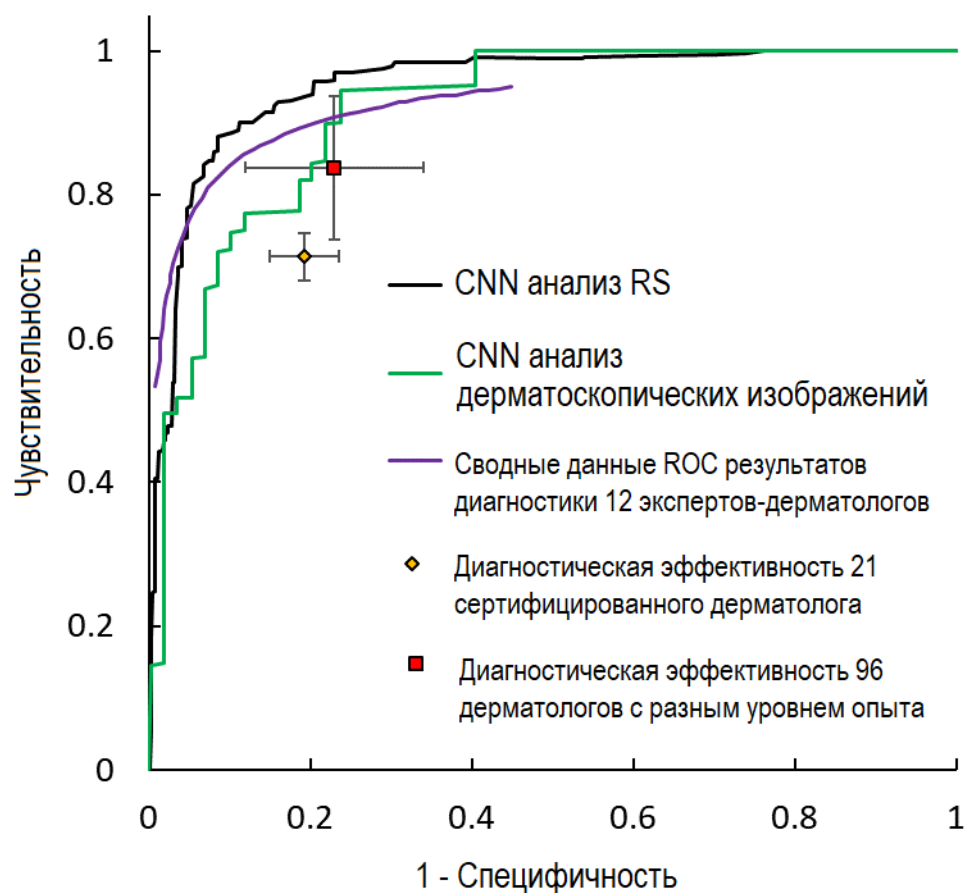 1
0.8
0.6
0.4
0.2
0
Чувствительность
CNN анализ RS
CNN анализ
дерматоскопических изображений
Сводные данные ROC результатов
диагностики 12 экспертов-дерматологов
Диагностическая эффективность 21
сертифицированного дерматолога
Диагностическая эффективность 96
дерматологов с разным уровнем опыта
0 0.2 0.4 0.6 0.8 1
1 - Специфичность